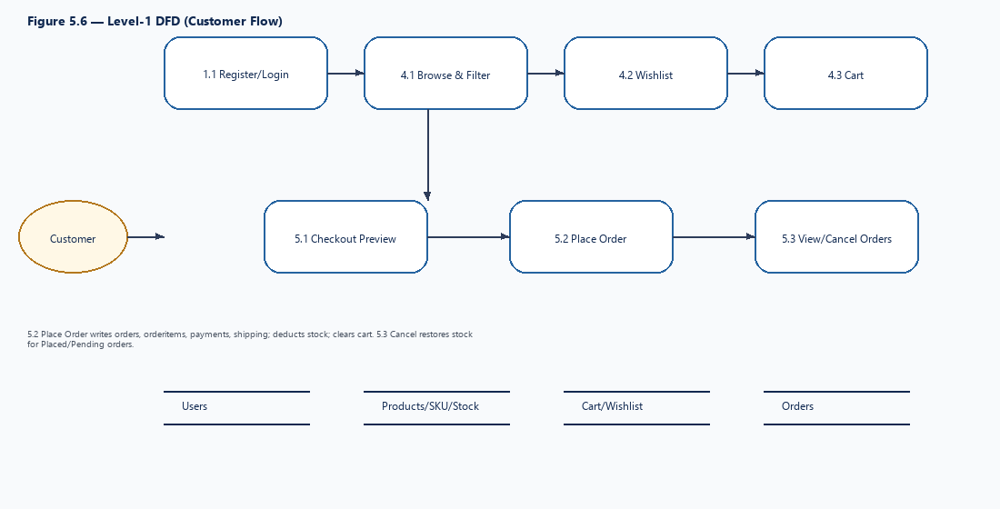 Figure 5.6 — Level-1 DFD (Customer Flow)
1.1 Register/Login
4.1 Browse & Filter
4.2 Wishlist
4.3 Cart
Customer
5.1 Checkout Preview
5.2 Place Order
5.3 View/Cancel Orders
5.2 Place Order writes orders, orderitems, payments, shipping; deducts stock; clears cart. 5.3 Cancel restores stock
for Placed/Pending orders.
Users
Products/SKU/Stock
Cart/Wishlist
Orders